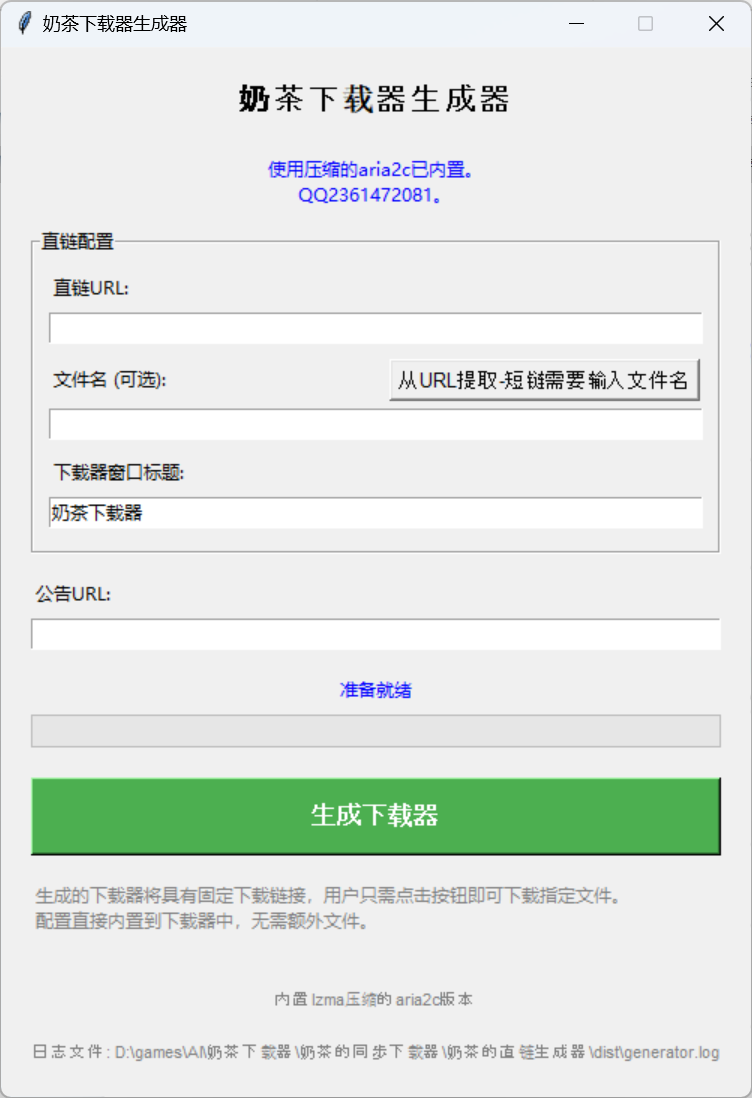 奶茶下载器生成器
奶茶下载器生成器
使用压缩的aria2c已内置。
QQ2361472081。
直链配置
直链URL:
文件名 (可选):
从URL提取-短链需要输入文件名
下载器窗口标题:
奶茶下载器
公告URL:
准备就绪
生成下载器
生成的下载器将具有固定下载链接，用户只需点击按钮即可下载指定文件。
配置直接内置到下载器中，无需额外文件。
内置lzma压缩的aria2c版本
日志文件: D:\games\AI\奶茶下载器\奶茶的同步下载器\奶茶的直链生成器\dist\generator.log